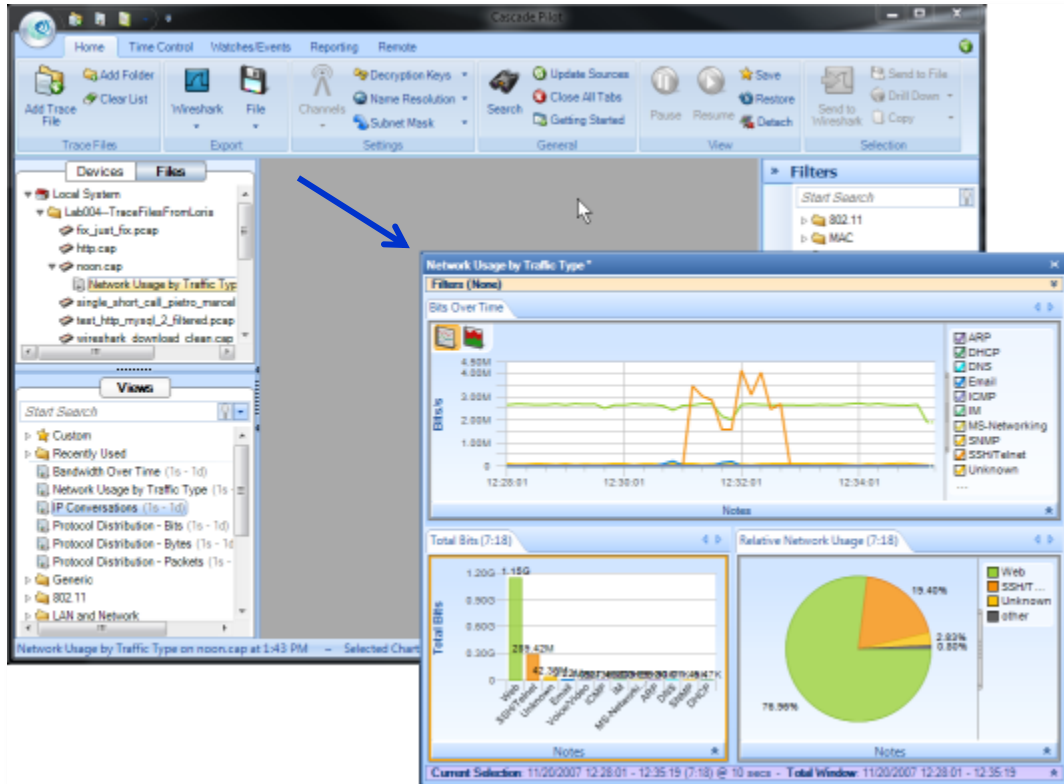 Cascade Pilot
Home Time Control Watches/Events Reporting Remote
Add Trace File
Add Folder
Clear List
Trace Files
Wireshark
File
Export
Channels
Decryption Keys
Name Resolution
Subnet Mask
Settings
Search
Update Sources
Close All Tabs
Getting Started
General
Pause
Resume
Save
Restore
Detach
View
Send to Wireshark
Send to File
Drill Down
Copy
Selection
Devices Files
Local System
Lab004--TraceFilesFromLoris
fix_just_fix.pcap
http.cap
noon.cap
Network Usage by Traffic Typ
single_short_call_pietro_marcel
test_http_mysql_2_filtered.pcap
wireshark_download_clean.cap
Views
Start Search
Custom
Recently Used
Bandwidth Over Time (1s - 1d)
Network Usage by Traffic Type (1s -
IP Conversations (1s - 1d)
Protocol Distribution - Bits (1s - 1d)
Protocol Distribution - Bytes (1s - 1d
Protocol Distribution - Packets (1s -
Generic
802.11
LAN and Network
Network Usage by Traffic Type on noon.cap at 1:43 PM - Selected Chart
» Filters
Start Search
802.11
MAC
Network Usage by Traffic Type *
Filters (None)
Bits Over Time
Bits/s
4.50M
4.00M
3.00M
2.00M
1.00M
0
12:28:01 12:30:01 12:32:01 12:34:01
ARP
DHCP
DNS
Email
ICMP
IM
MS-Networking
SNMP
SSH/Telnet
Unknown
...
Notes
Total Bits (7:18)
Total Bits
1.20G
0.90G
0.60G
0.30G
0
1.15G
289.42M
Web
SSH/Telnet
Unknown
Email
Voice/Video
ICMP
IM
MS-Networki...
ARP
DNS
SNMP
DHCP
Notes
Relative Network Usage (7:18)
19.40%
2.83%
0.80%
76.96%
Web
SSH/T...
Unknown
other
Notes
Current Selection: 11/20/2007 12:28:01 - 12:35:19 (7:18) @ 10 secs - Total Window: 11/20/2007 12:28:01 - 12:35:19